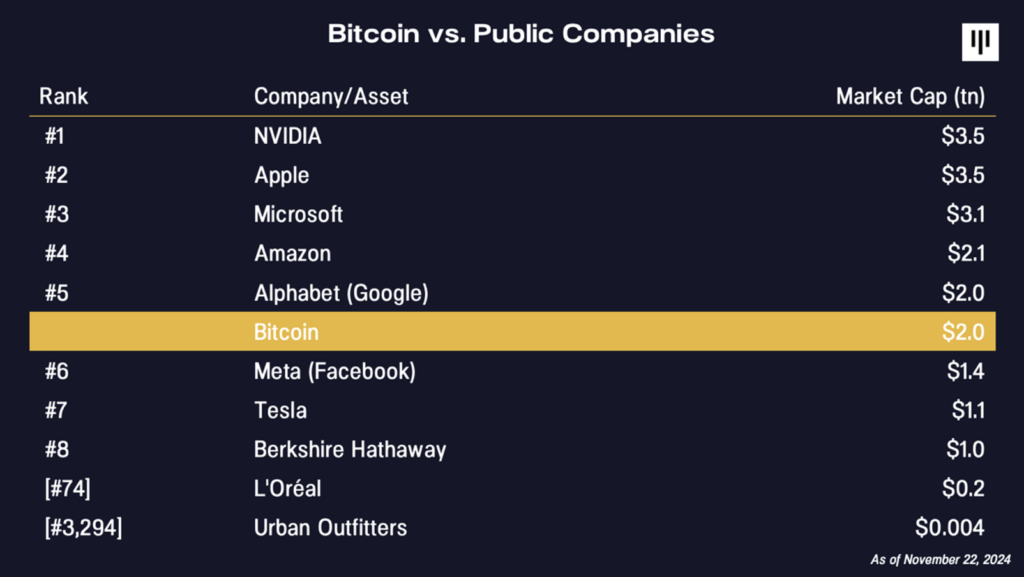 Bitcoin vs. Public Companies
Rank Company/Asset Market Cap (tn)
#1 NVIDIA $3.5
#2 Apple $3.5
#3 Microsoft $3.1
#4 Amazon $2.1
#5 Alphabet (Google) $2.0
Bitcoin $2.0
#6 Meta (Facebook) $1.4
#7 Tesla $1.1
#8 Berkshire Hathaway $1.0
[#74] L'Oréal $0.2
[#3,294] Urban Outfitters $0.004
As of November 22, 2024